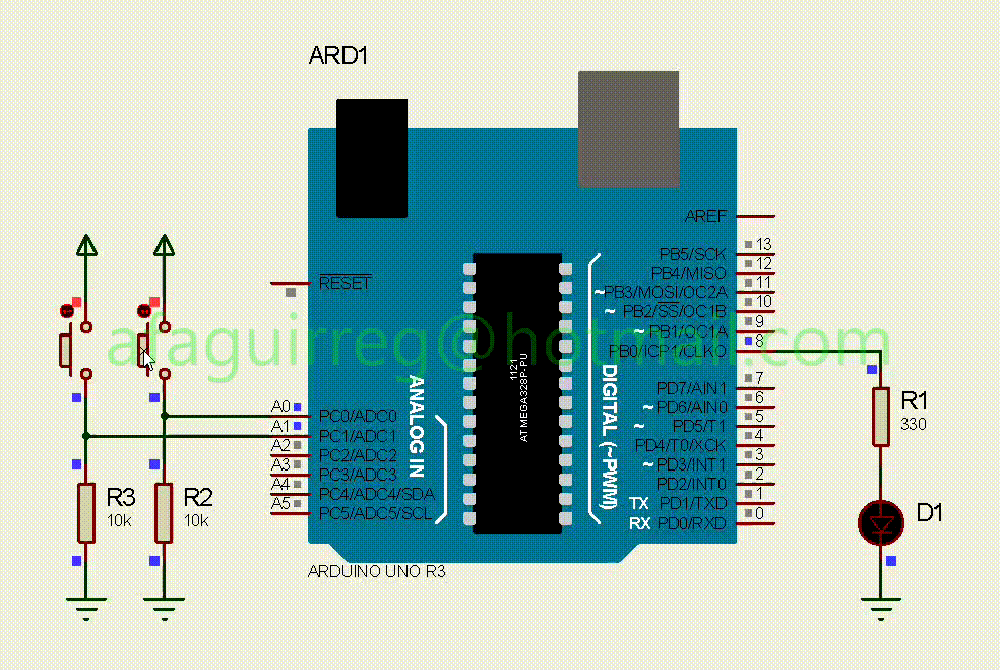 ARD1
AREF
RESET
PB5/SCK 13
PB4/MISO 12
~PB3/MOSI/OC2A 11
~ PB2/SS/OC1B 10
~ PB1/OC1A 9
PB0/ICP1/CLKO 8
afaguirreg@hotmail.com
1121
ATMEGA328P-PU
ANALOG IN
DIGITAL (~PWM)
A0 PC0/ADC0
A1 PC1/ADC1
A2 PC2/ADC2
A3 PC3/ADC3
A4 PC4/ADC4/SDA
A5 PC5/ADC5/SCL
PD7/AIN1 7
~ PD6/AIN0 6
~ PD5/T1 5
PD4/T0/XCK 4
~ PD3/INT1 3
PD2/INT0 2
TX PD1/TXD 1
RX PD0/RXD 0
R1
330
R3
10k
R2
10k
D1
ARDUINO UNO R3